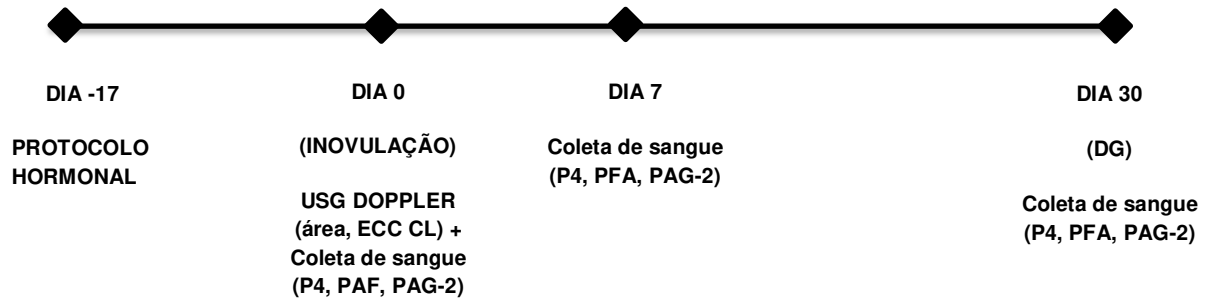 DIA -17
PROTOCOLO
HORMONAL
DIA 0
(INOVULAÇÃO)
USG DOPPLER
(área, ECC CL) +
Coleta de sangue
(P4, PAF, PAG-2)
DIA 7
Coleta de sangue
(P4, PFA, PAG-2)
DIA 30
(DG)
Coleta de sangue
(P4, PFA, PAG-2)